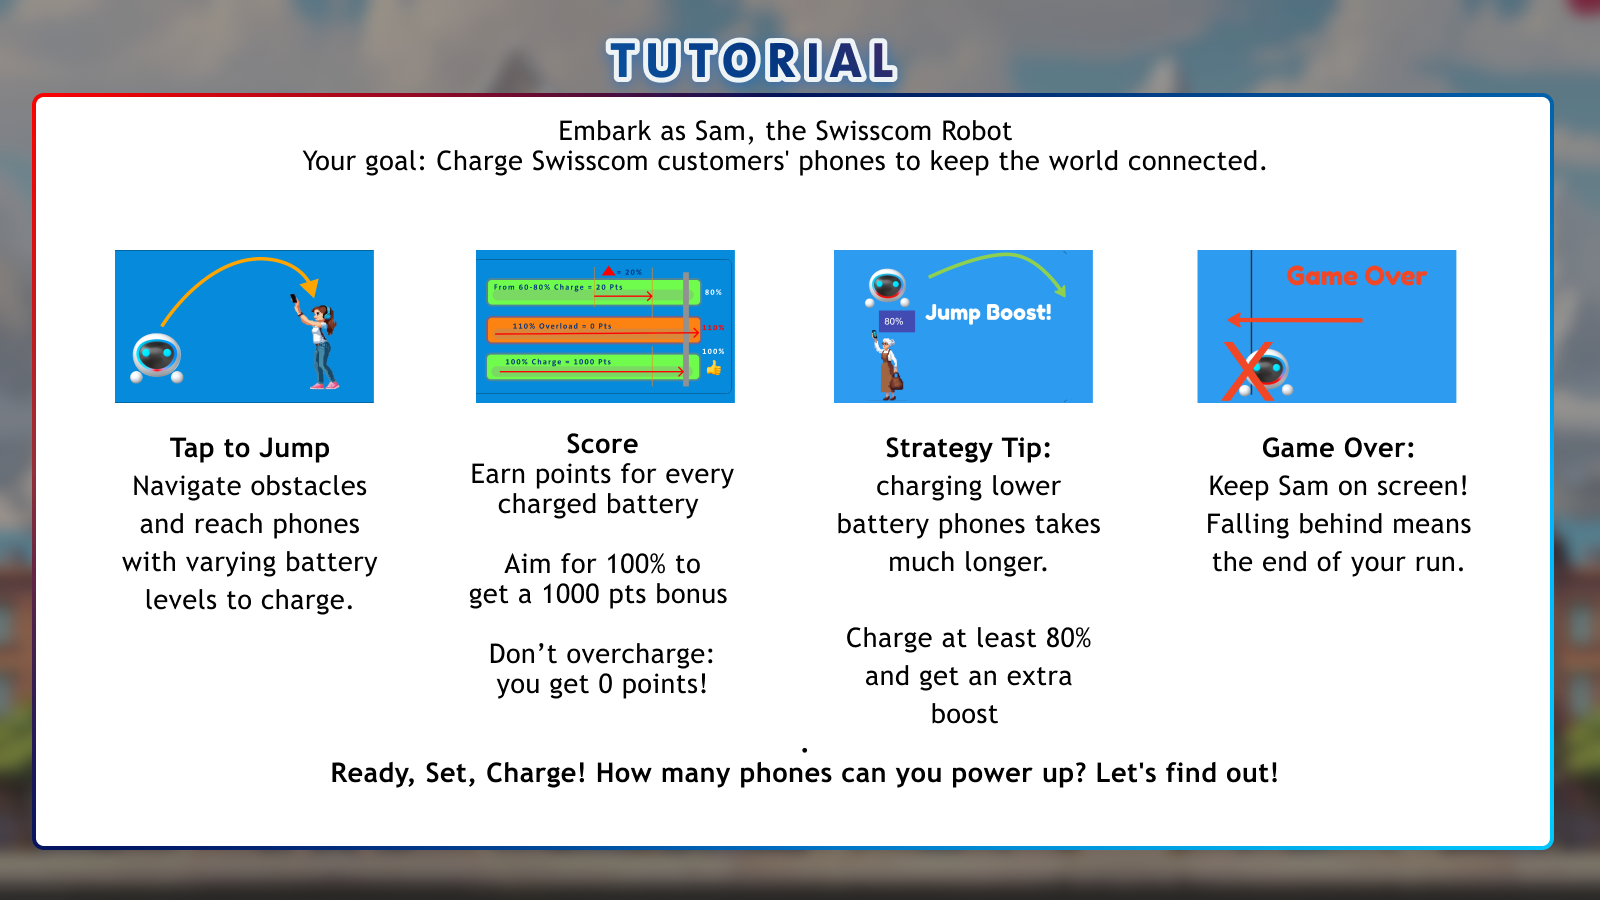 TUTORIAL
Embark as Sam, the Swisscom Robot
Your goal: Charge Swisscom customers' phones to keep the world connected.
= 20%
From 60-80% Charge = 20 Pts
80%
110% Overload = 0 Pts
110%
100%
100% Charge = 1000 Pts
80%
Jump Boost!
Game Over
X
Tap to Jump
Navigate obstacles
and reach phones
with varying battery
levels to charge.
Score
Earn points for every
charged battery
Aim for 100% to
get a 1000 pts bonus
Don’t overcharge:
you get 0 points!
Strategy Tip:
charging lower
battery phones takes
much longer.
Charge at least 80%
and get an extra
boost
.
Game Over:
Keep Sam on screen!
Falling behind means
the end of your run.
Ready, Set, Charge! How many phones can you power up? Let's find out!